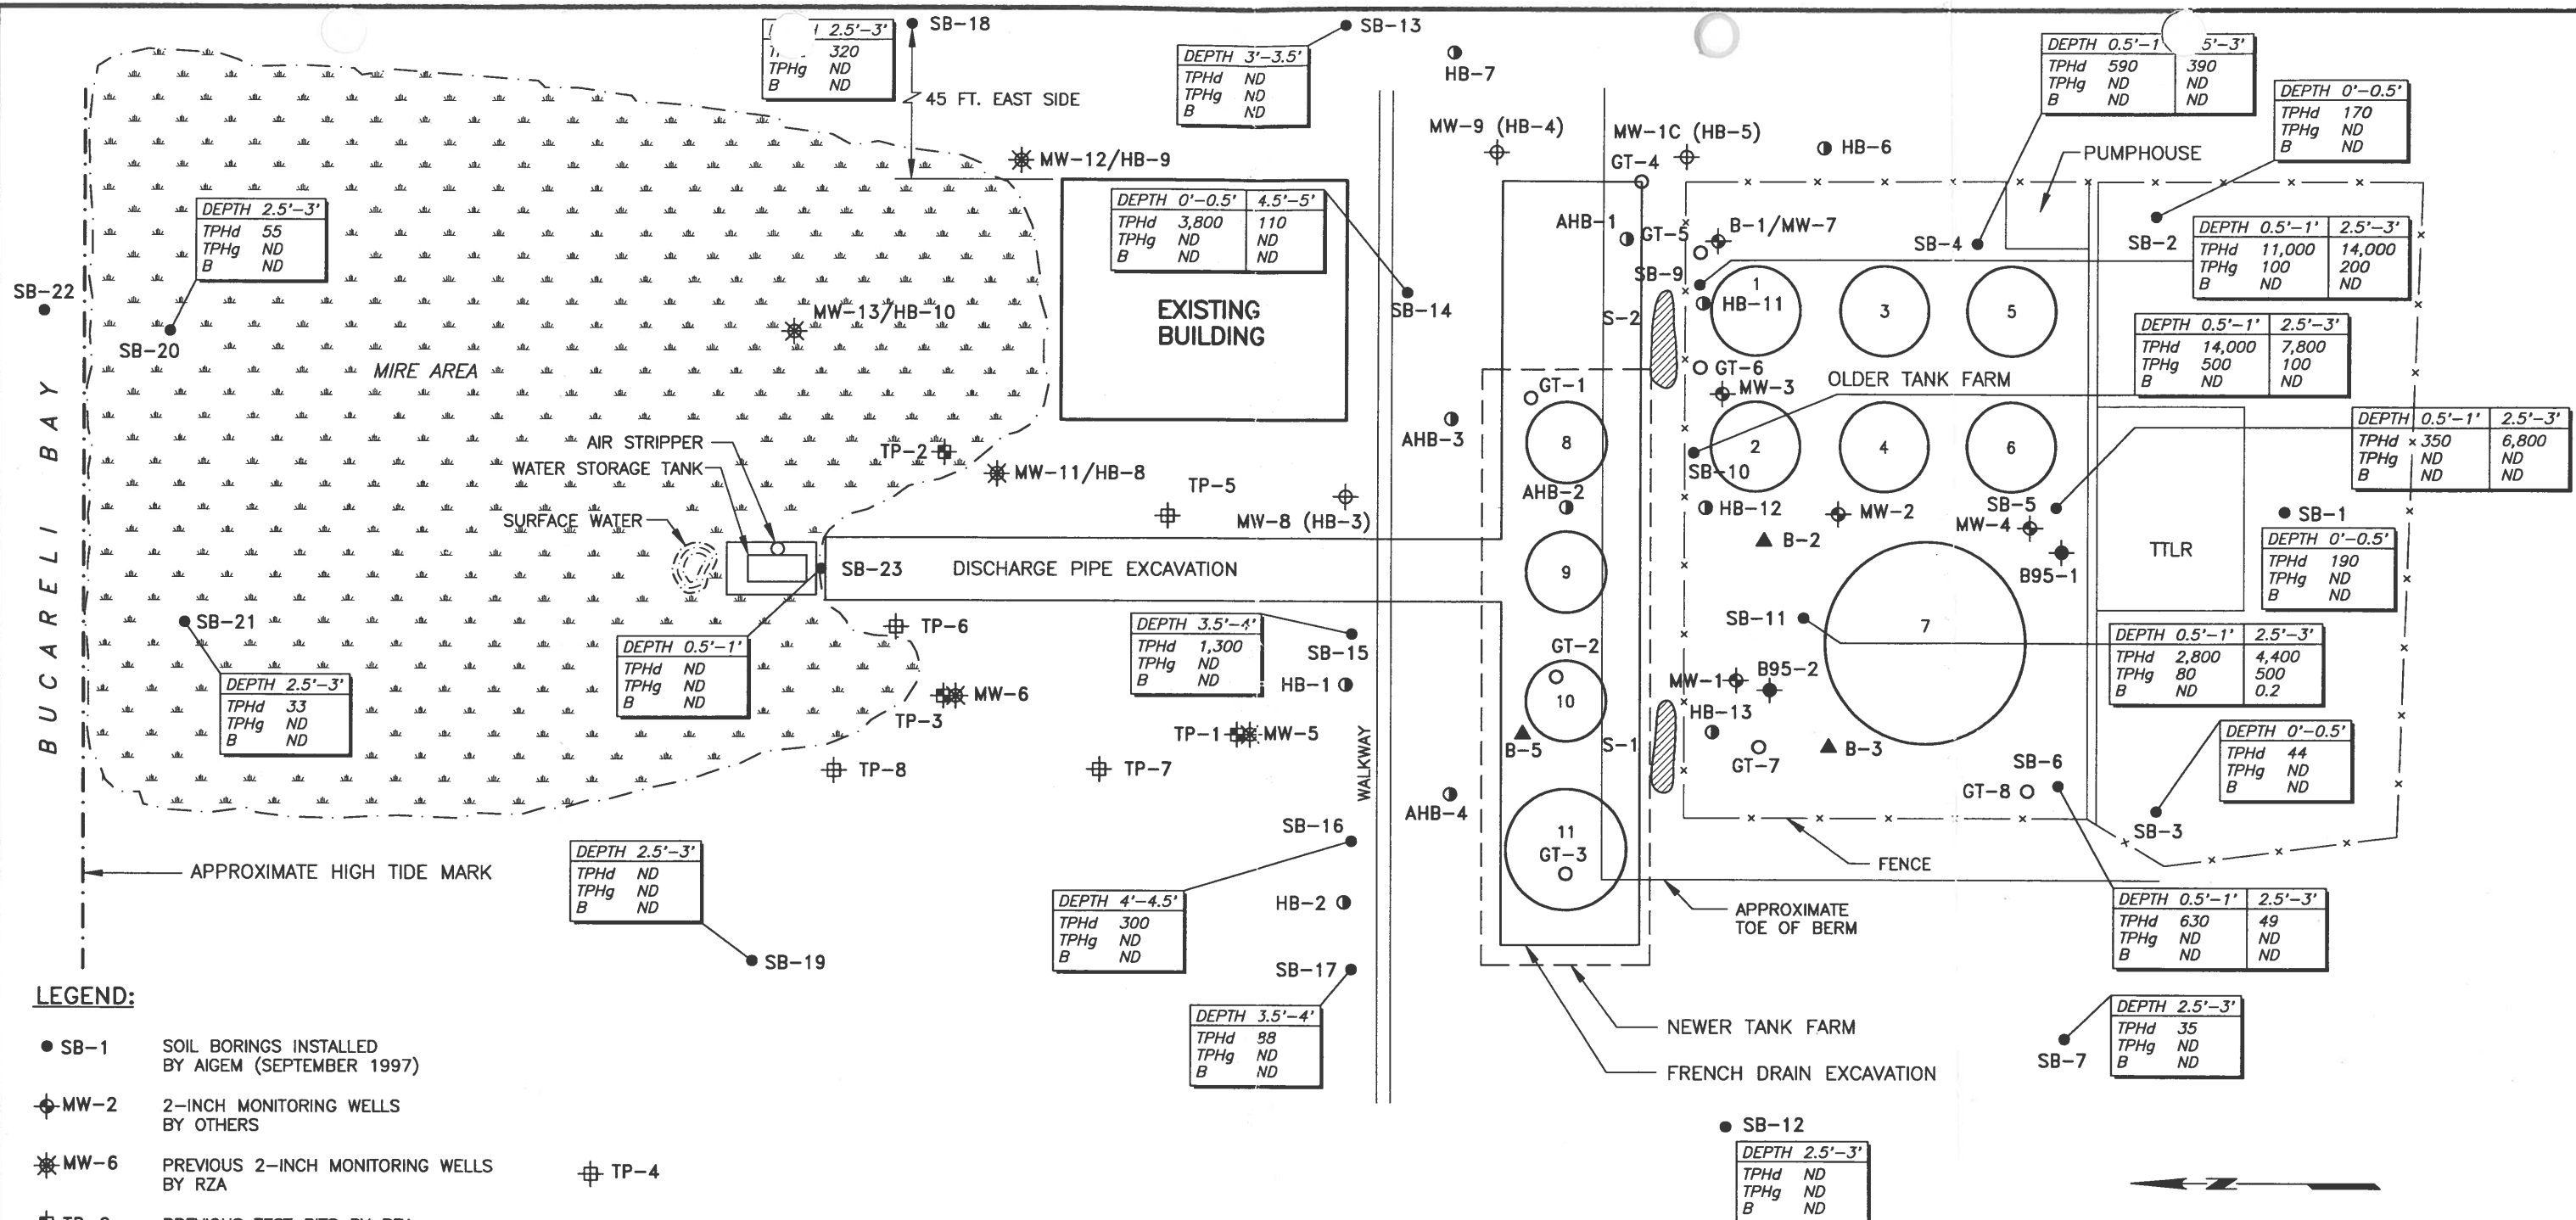 SB-18
DEPTH 2.5'-3'
320
TPHg ND
B ND
45 FT. EAST SIDE
SB-13
DEPTH 3'-3.5'
TPHd ND
TPHg ND
B ND
HB-7
MW-9 (HB-4)
MW-1C (HB-5)
GT-4
HB-6
DEPTH 0.5'-1' 5'-3'
TPHd 590 390
TPHg ND ND
B ND ND
PUMPHOUSE
DEPTH 0'-0.5'
TPHd 170
TPHg ND
B ND
MW-12/HB-9
DEPTH 0'-0.5' 4.5'-5'
TPHd 3,800 110
TPHg ND ND
B ND ND
AHB-1
GT-5
B-1/MW-7
SB-4
SB-2
DEPTH 0.5'-1' 2.5'-3'
TPHd 11,000 14,000
TPHg 100 200
B ND ND
DEPTH 2.5'-3'
TPHd 55
TPHg ND
B ND
SB-22
SB-20
MW-13/HB-10
MIRE AREA
EXISTING
BUILDING
SB-14
SB-9
HB-11
S-2
1
3
5
DEPTH 0.5'-1' 2.5'-3'
TPHd 14,000 7,800
TPHg 500 100
B ND ND
GT-6
MW-3
OLDER TANK FARM
GT-1
8
AHB-3
SB-10
2
4
6
DEPTH 0.5'-1' 2.5'-3'
TPHd 350 6,800
TPHg ND ND
B ND ND
BUCARELI BAY
AIR STRIPPER
WATER STORAGE TANK
SURFACE WATER
TP-2
MW-11/HB-8
TP-5
MW-8 (HB-3)
AHB-2
HB-12
MW-2
SB-5
MW-4
B-2
B95-1
TTLR
SB-1
DEPTH 0'-0.5'
TPHd 190
TPHg ND
B ND
SB-23
DISCHARGE PIPE EXCAVATION
9
SB-21
TP-6
DEPTH 0.5'-1'
TPHd ND
TPHg ND
B ND
DEPTH 3.5'-4'
TPHd 1,300
TPHg ND
B ND
SB-15
HB-1
GT-2
10
SB-11
7
DEPTH 0.5'-1' 2.5'-3'
TPHd 2,800 4,400
TPHg 80 500
B ND 0.2
DEPTH 2.5'-3'
TPHd 33
TPHg ND
B ND
MW-6
TP-3
TP-1
MW-5
TP-8
TP-7
WALKWAY
B-5
S-1
MW-1
B95-2
HB-13
GT-7
B-3
SB-6
GT-8
DEPTH 0'-0.5'
TPHd 44
TPHg ND
B ND
SB-3
AHB-4
SB-16
11
GT-3
FENCE
APPROXIMATE HIGH TIDE MARK
DEPTH 2.5'-3'
TPHd ND
TPHg ND
B ND
SB-19
DEPTH 4'-4.5'
TPHd 300
TPHg ND
B ND
HB-2
SB-17
APPROXIMATE
TOE OF BERM
DEPTH 0.5'-1' 2.5'-3'
TPHd 630 49
TPHg ND ND
B ND ND
DEPTH 3.5'-4'
TPHd 88
TPHg ND
B ND
NEWER TANK FARM
FRENCH DRAIN EXCAVATION
SB-7
DEPTH 2.5'-3'
TPHd 35
TPHg ND
B ND
SB-12
DEPTH 2.5'-3'
TPHd ND
TPHg ND
B ND
LEGEND:
SB-1 SOIL BORINGS INSTALLED
BY AIGEM (SEPTEMBER 1997)
MW-2 2-INCH MONITORING WELLS
BY OTHERS
MW-6 PREVIOUS 2-INCH MONITORING WELLS
BY RZA
TP-4
Z